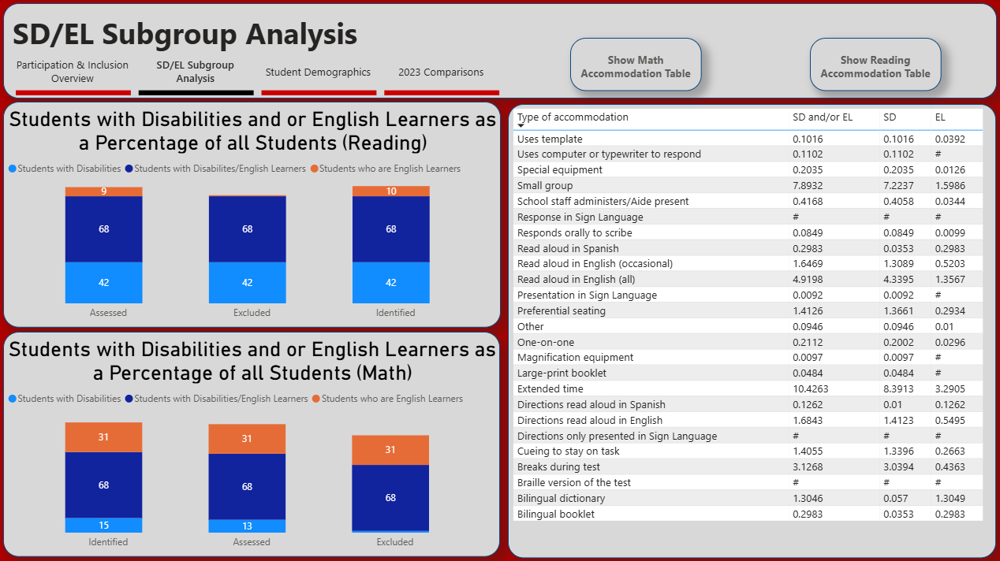 SD/EL Subgroup Analysis
Participation & Inclusion
Overview
SD/EL Subgroup
Analysis
Student Demographics
2023 Comparisons
Show Math
Accommodation Table
Show Reading
Accommodation Table
Students with Disabilities and or English Learners as
a Percentage of all Students (Reading)
Students with Disabilities Students with Disabilites/English Learners Students who are English Learners
9
10
68
68
68
42
42
42
Assessed Excluded Identified
Students with Disabilities and or English Learners as
a Percentage of all Students (Math)
Students with Disabilities Students with Disabilities/English Learners Students who are English Learners
31
31
31
68
68
68
15
13
Identified Assessed Excluded
Type of accommodation SD and/or EL SD EL
Uses template 0.1016 0.1016 0.0392
Uses computer or typewriter to respond 0.1102 0.1102 #
Special equipment 0.2035 0.2035 0.0126
Small group 7.8932 7.2237 1.5986
School staff administers/Aide present 0.4168 0.4058 0.0344
Response in Sign Language # # #
Responds orally to scribe 0.0849 0.0849 0.0099
Read aloud in Spanish 0.2983 0.0353 0.2983
Read aloud in English (occasional) 1.6469 1.3089 0.5203
Read aloud in English (all) 4.9198 4.3395 1.3567
Presentation in Sign Language 0.0092 0.0092 #
Preferential seating 1.4126 1.3661 0.2934
Other 0.0946 0.0946 0.01
One-on-one 0.2112 0.2002 0.0296
Magnification equipment 0.0097 0.0097 #
Large-print booklet 0.0484 0.0484 #
Extended time 10.4263 8.3913 3.2905
Directions read aloud in Spanish 0.1262 0.01 0.1262
Directions read aloud in English 1.6843 1.4123 0.5495
Directions only presented in Sign Language # # #
Cueing to stay on task 1.4055 1.3396 0.2663
Breaks during test 3.1268 3.0394 0.4363
Braille version of the test # # #
Bilingual dictionary 1.3046 0.057 1.3049
Bilingual booklet 0.2983 0.0353 0.2983